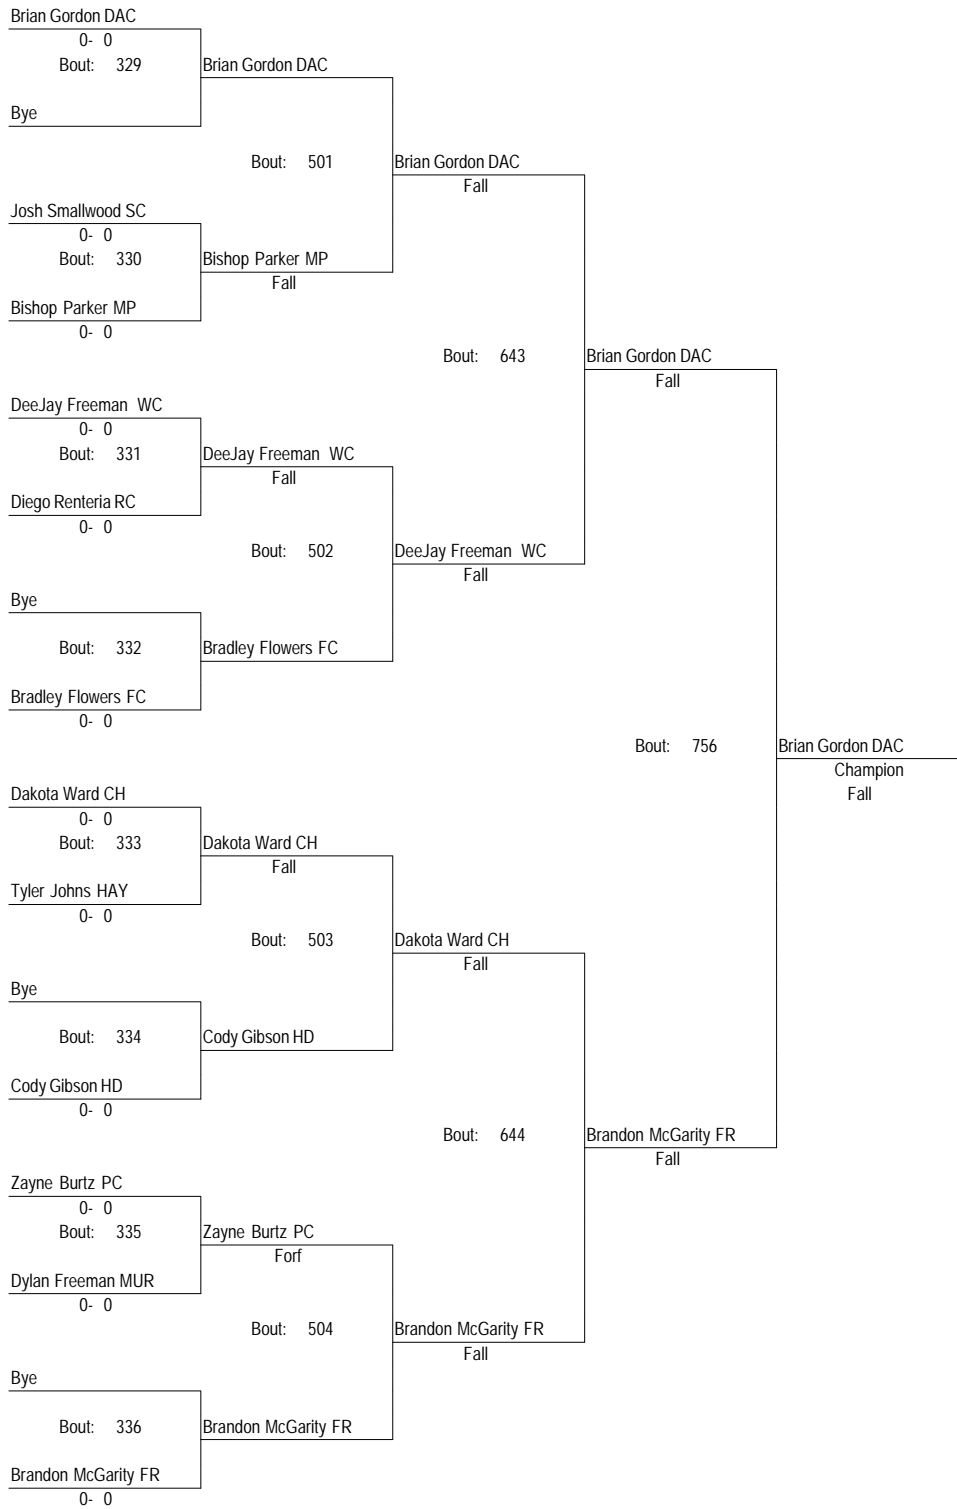 Brian Gordon DAC
0- 0
Bout: 329
Brian Gordon DAC
Bye
Bout: 501
Brian Gordon DAC
Fall
Josh Smallwood SC
0- 0
Bout: 330
Bishop Parker MP
Fall
Bishop Parker MP
0- 0
Bout: 643
Brian Gordon DAC
Fall
DeeJay Freeman WC
0- 0
Bout: 331
DeeJay Freeman WC
Fall
Diego Renteria RC
0- 0
Bout: 502
DeeJay Freeman WC
Fall
Bye
Bout: 332
Bradley Flowers FC
Bradley Flowers FC
0- 0
Bout: 756
Brian Gordon DAC
Champion
Fall
Dakota Ward CH
0- 0
Bout: 333
Dakota Ward CH
Fall
Tyler Johns HAY
0- 0
Bout: 503
Dakota Ward CH
Fall
Bye
Bout: 334
Cody Gibson HD
Cody Gibson HD
0- 0
Bout: 644
Brandon McGarity FR
Fall
Zayne Burtz PC
0- 0
Bout: 335
Zayne Burtz PC
Forf
Dylan Freeman MUR
0- 0
Bout: 504
Brandon McGarity FR
Fall
Bye
Bout: 336
Brandon McGarity FR
Brandon McGarity FR
0- 0